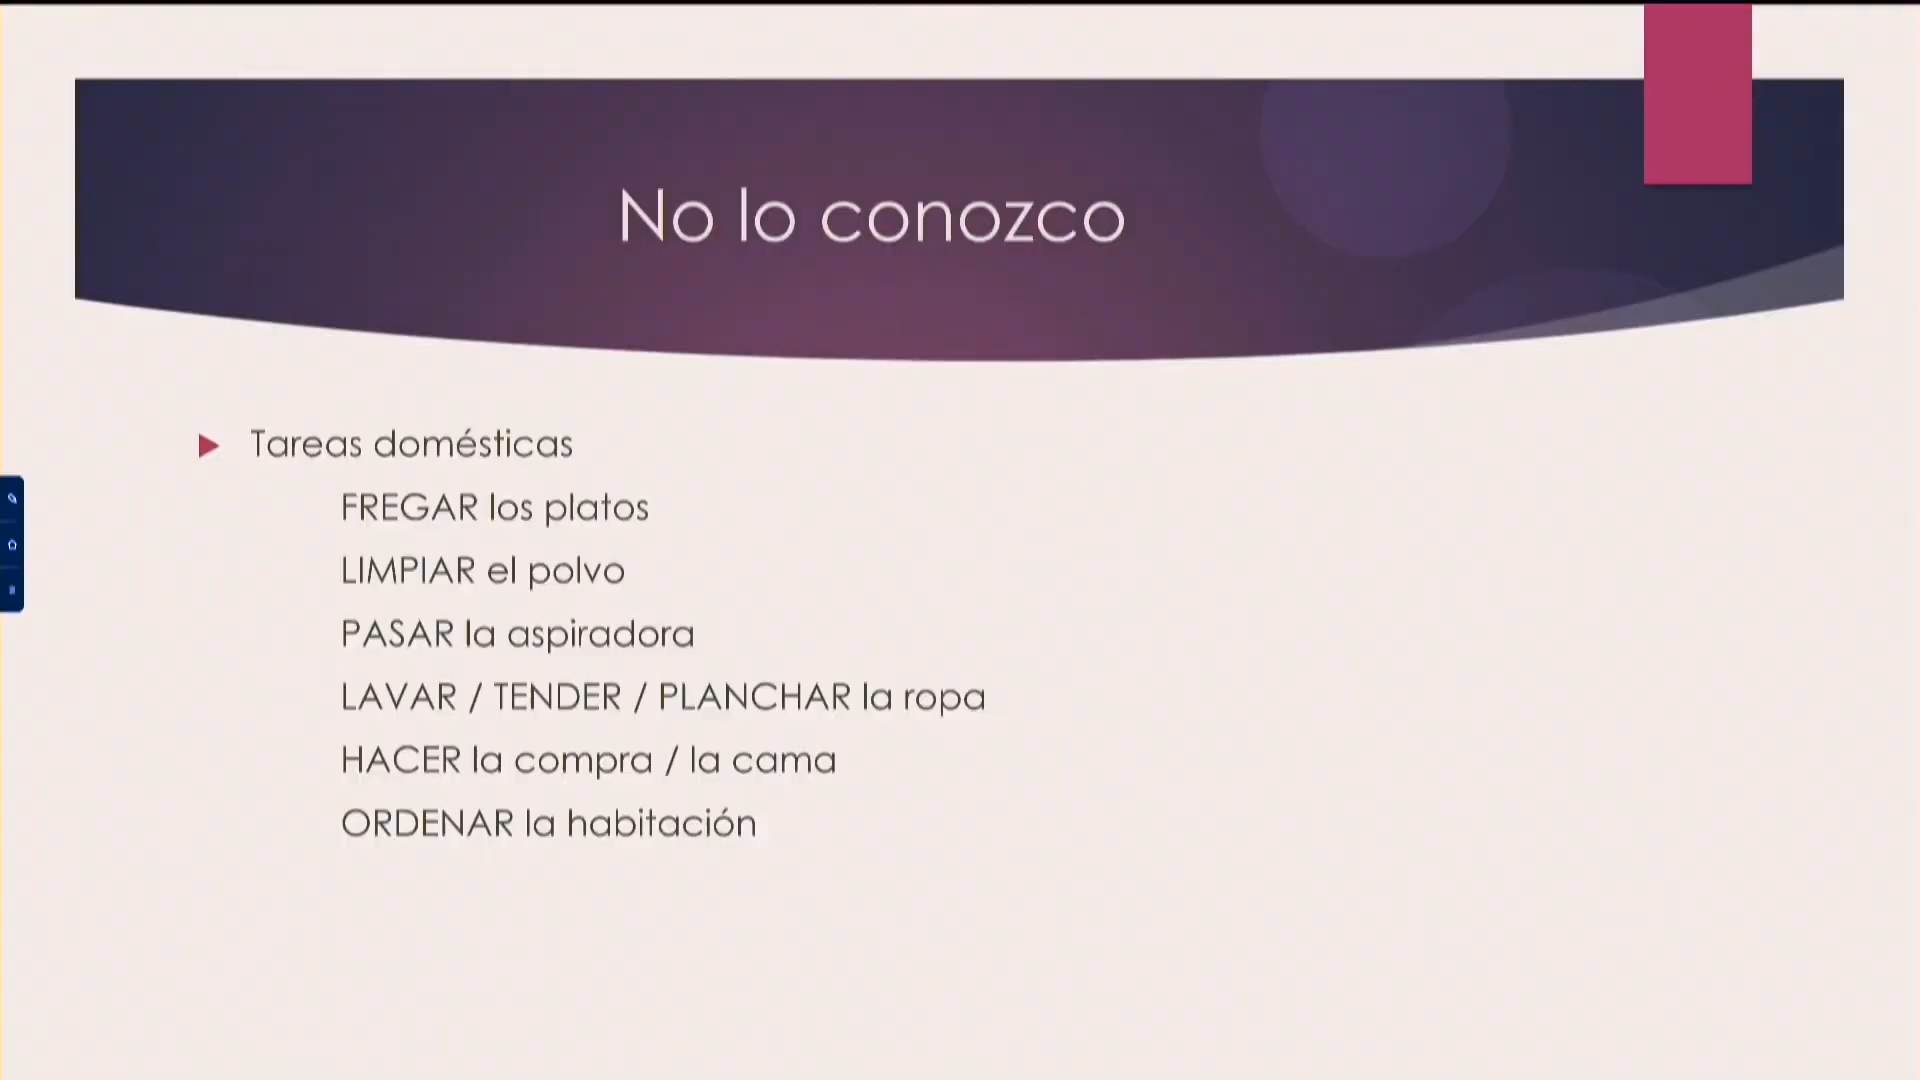 No lo conozco
Tareas domésticas
FREGAR los platos
LIMPIAR el polvo
PASAR la aspiradora
LAVAR / TENDER / PLANCHAR la ropa
HACER la compra / la cama
ORDENAR la habitación